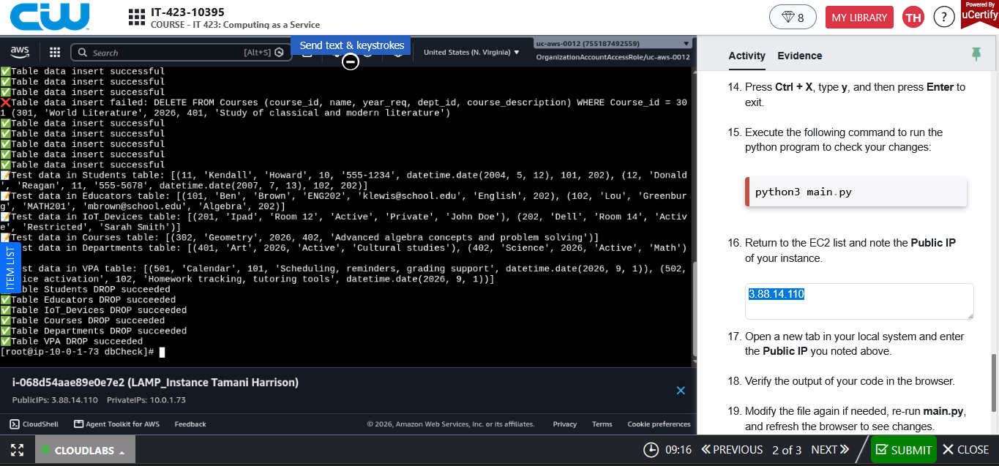 CIW
IT-423-10395
COURSE - IT 423: Computing as a Service
8
MY LIBRARY
TH
?
Powered By
uCertify
aws
Search
[Alt+S]
Send text & keystrokes
United States (N. Virginia)
uc-aws-0012 (755187492559)
OrganizationAccountAccessRole/uc-aws-0012
✅Table data insert successful
✅Table data insert successful
✅Table data insert successful
❌Table data insert failed: DELETE FROM Courses (course_id, name, year_req, dept_id, course_description) WHERE Course_id = 30
1 (301, 'World Literature', 2026, 401, 'Study of classical and modern literature')
✅Table data insert successful
✅Table data insert successful
✅Table data insert successful
✅Table data insert successful
✅Table data insert successful
📝Test data in Students table: [(11, 'Kendall', 'Howard', 10, '555-1234', datetime.date(2004, 5, 12), 101, 202), (12, 'Donald
', 'Reagan', 11, '555-5678', datetime.date(2007, 7, 13), 102, 202)]
📝Test data in Educators table: [(101, 'Ben', 'Brown', 'ENG202', 'klewis@school.edu', 'English', 202), (102, 'Lou', 'Greenbur
g', 'MATH201', 'mbrown@school.edu', 'Algebra', 202)]
📝Test data in IoT_Devices table: [(201, 'Ipad', 'Room 12', 'Active', 'Private', 'John Doe'), (202, 'Dell', 'Room 14', 'Activ
e', 'Restricted', 'Sarah Smith')]
📝Test data in Courses table: [(302, 'Geometry', 2026, 402, 'Advanced algebra concepts and problem solving')]
st data in Departments table: [(401, 'Art', 2026, 'Active', 'Cultural studies'), (402, 'Science', 2026, 'Active', 'Math')
st data in VPA table: [(501, 'Calendar', 101, 'Scheduling, reminders, grading support', datetime.date(2026, 9, 1)), (502,
ice activation', 102, 'Homework tracking, tutoring tools', datetime.date(2026, 9, 1))]
ble Students DROP succeeded
✅Table Educators DROP succeeded
✅Table IoT_Devices DROP succeeded
✅Table Courses DROP succeeded
✅Table Departments DROP succeeded
✅Table VPA DROP succeeded
[root@ip-10-0-1-73 dbCheck]#
ITEM LIST
i-068d54aae89e0e7e2 (LAMP_Instance Tamani Harrison)
PublicIPs: 3.88.14.110 PrivateIPs: 10.0.1.73
CloudShell Agent Toolkit for AWS Feedback © 2026, Amazon Web Services, Inc. or its affiliates. Privacy Terms Cookie preferences
Activity Evidence
14. Press Ctrl + X, type y, and then press Enter to
exit.
15. Execute the following command to run the
python program to check your changes:
python3 main.py
16. Return to the EC2 list and note the Public IP
of your instance.
3.88.14.110
17. Open a new tab in your local system and enter
the Public IP you noted above.
18. Verify the output of your code in the browser.
19. Modify the file again if needed, re-run main.py,
and refresh the browser to see changes.
CLOUDLABS
09:16 PREVIOUS 2 of 3 NEXT SUBMIT CLOSE